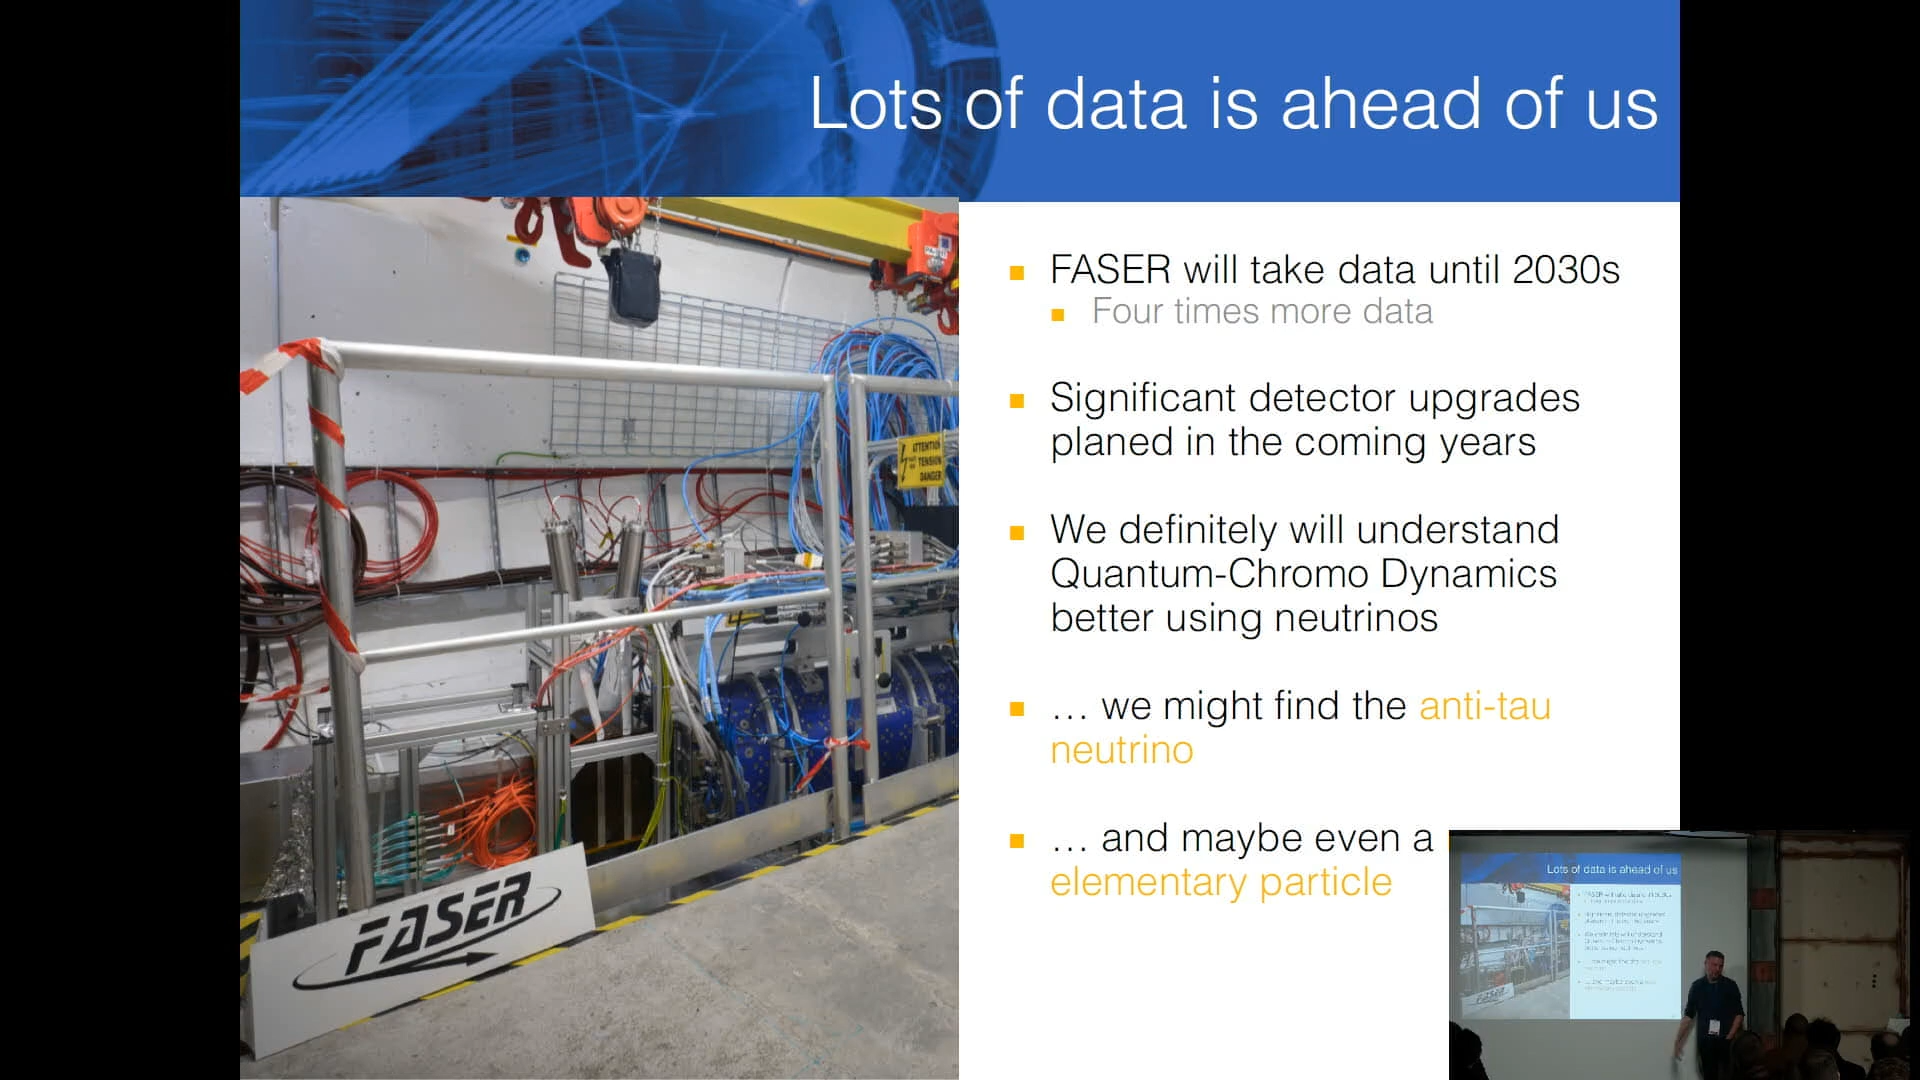 Lots of data is ahead of us
FASER will take data until 2030s
Four times more data
Significant detector upgrades
planed in the coming years
We definitely will understand
Quantum-Chromo Dynamics
better using neutrinos
… we might find the anti-tau
neutrino
… and maybe even a
elementary particle
ATTENTION
TENSION
DANGER
FASER
Lots of data is ahead of us